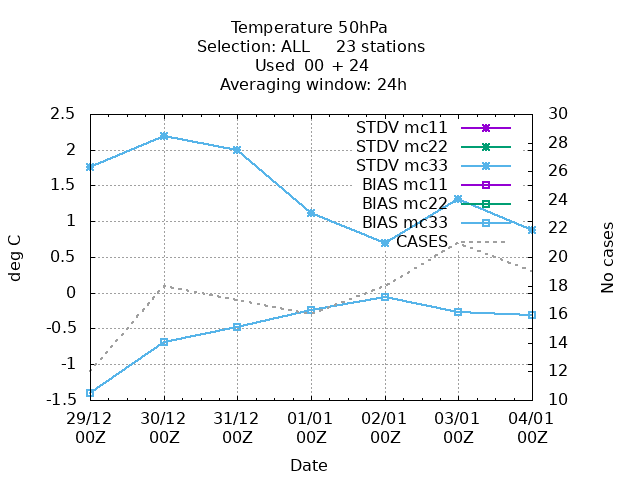 Temperature 50hPa
Selection: ALL 23 stations
Used 00 + 24
Averaging window: 24h
2.5
2
1.5
1
0.5
0
-0.5
-1
-1.5
deg C
30
28
26
24
22
20
18
16
14
12
10
No cases
STDV mc11
STDV mc22
STDV mc33
BIAS mc11
BIAS mc22
BIAS mc33
CASES
29/12 30/12 31/12 01/01 02/01 03/01 04/01
00Z 00Z 00Z 00Z 00Z 00Z 00Z
Date